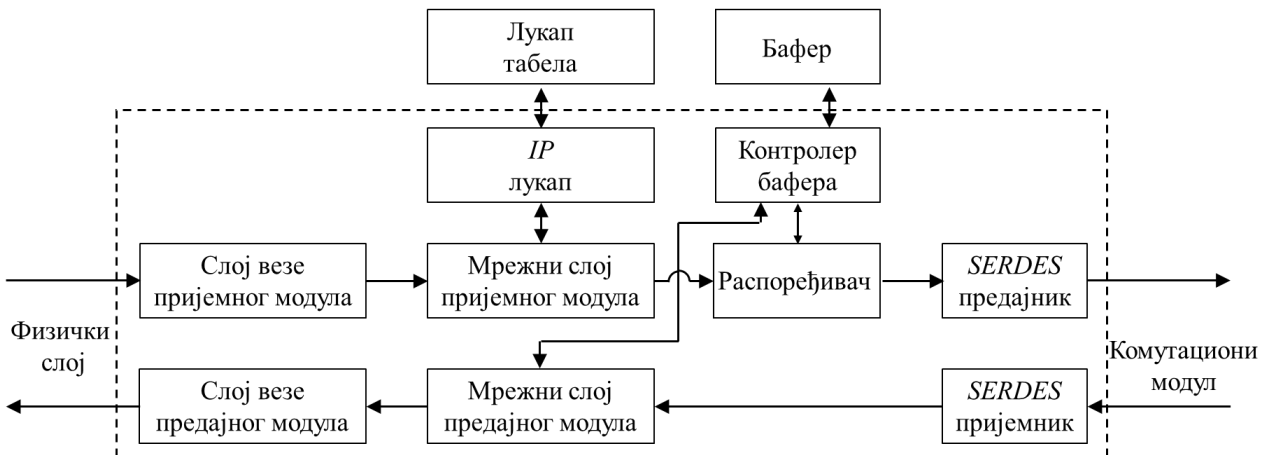 Лукап
табела
Бафер
IP
лукап
Контролер
бафера
Слој везе
пријемног модула
Мрежни слој
пријемног модула
Распоређивач
SERDES
предајник
Физички
слој
Комутациони
модул
Слој везе
предајног модула
Мрежни слој
предајног модула
SERDES
пријемник